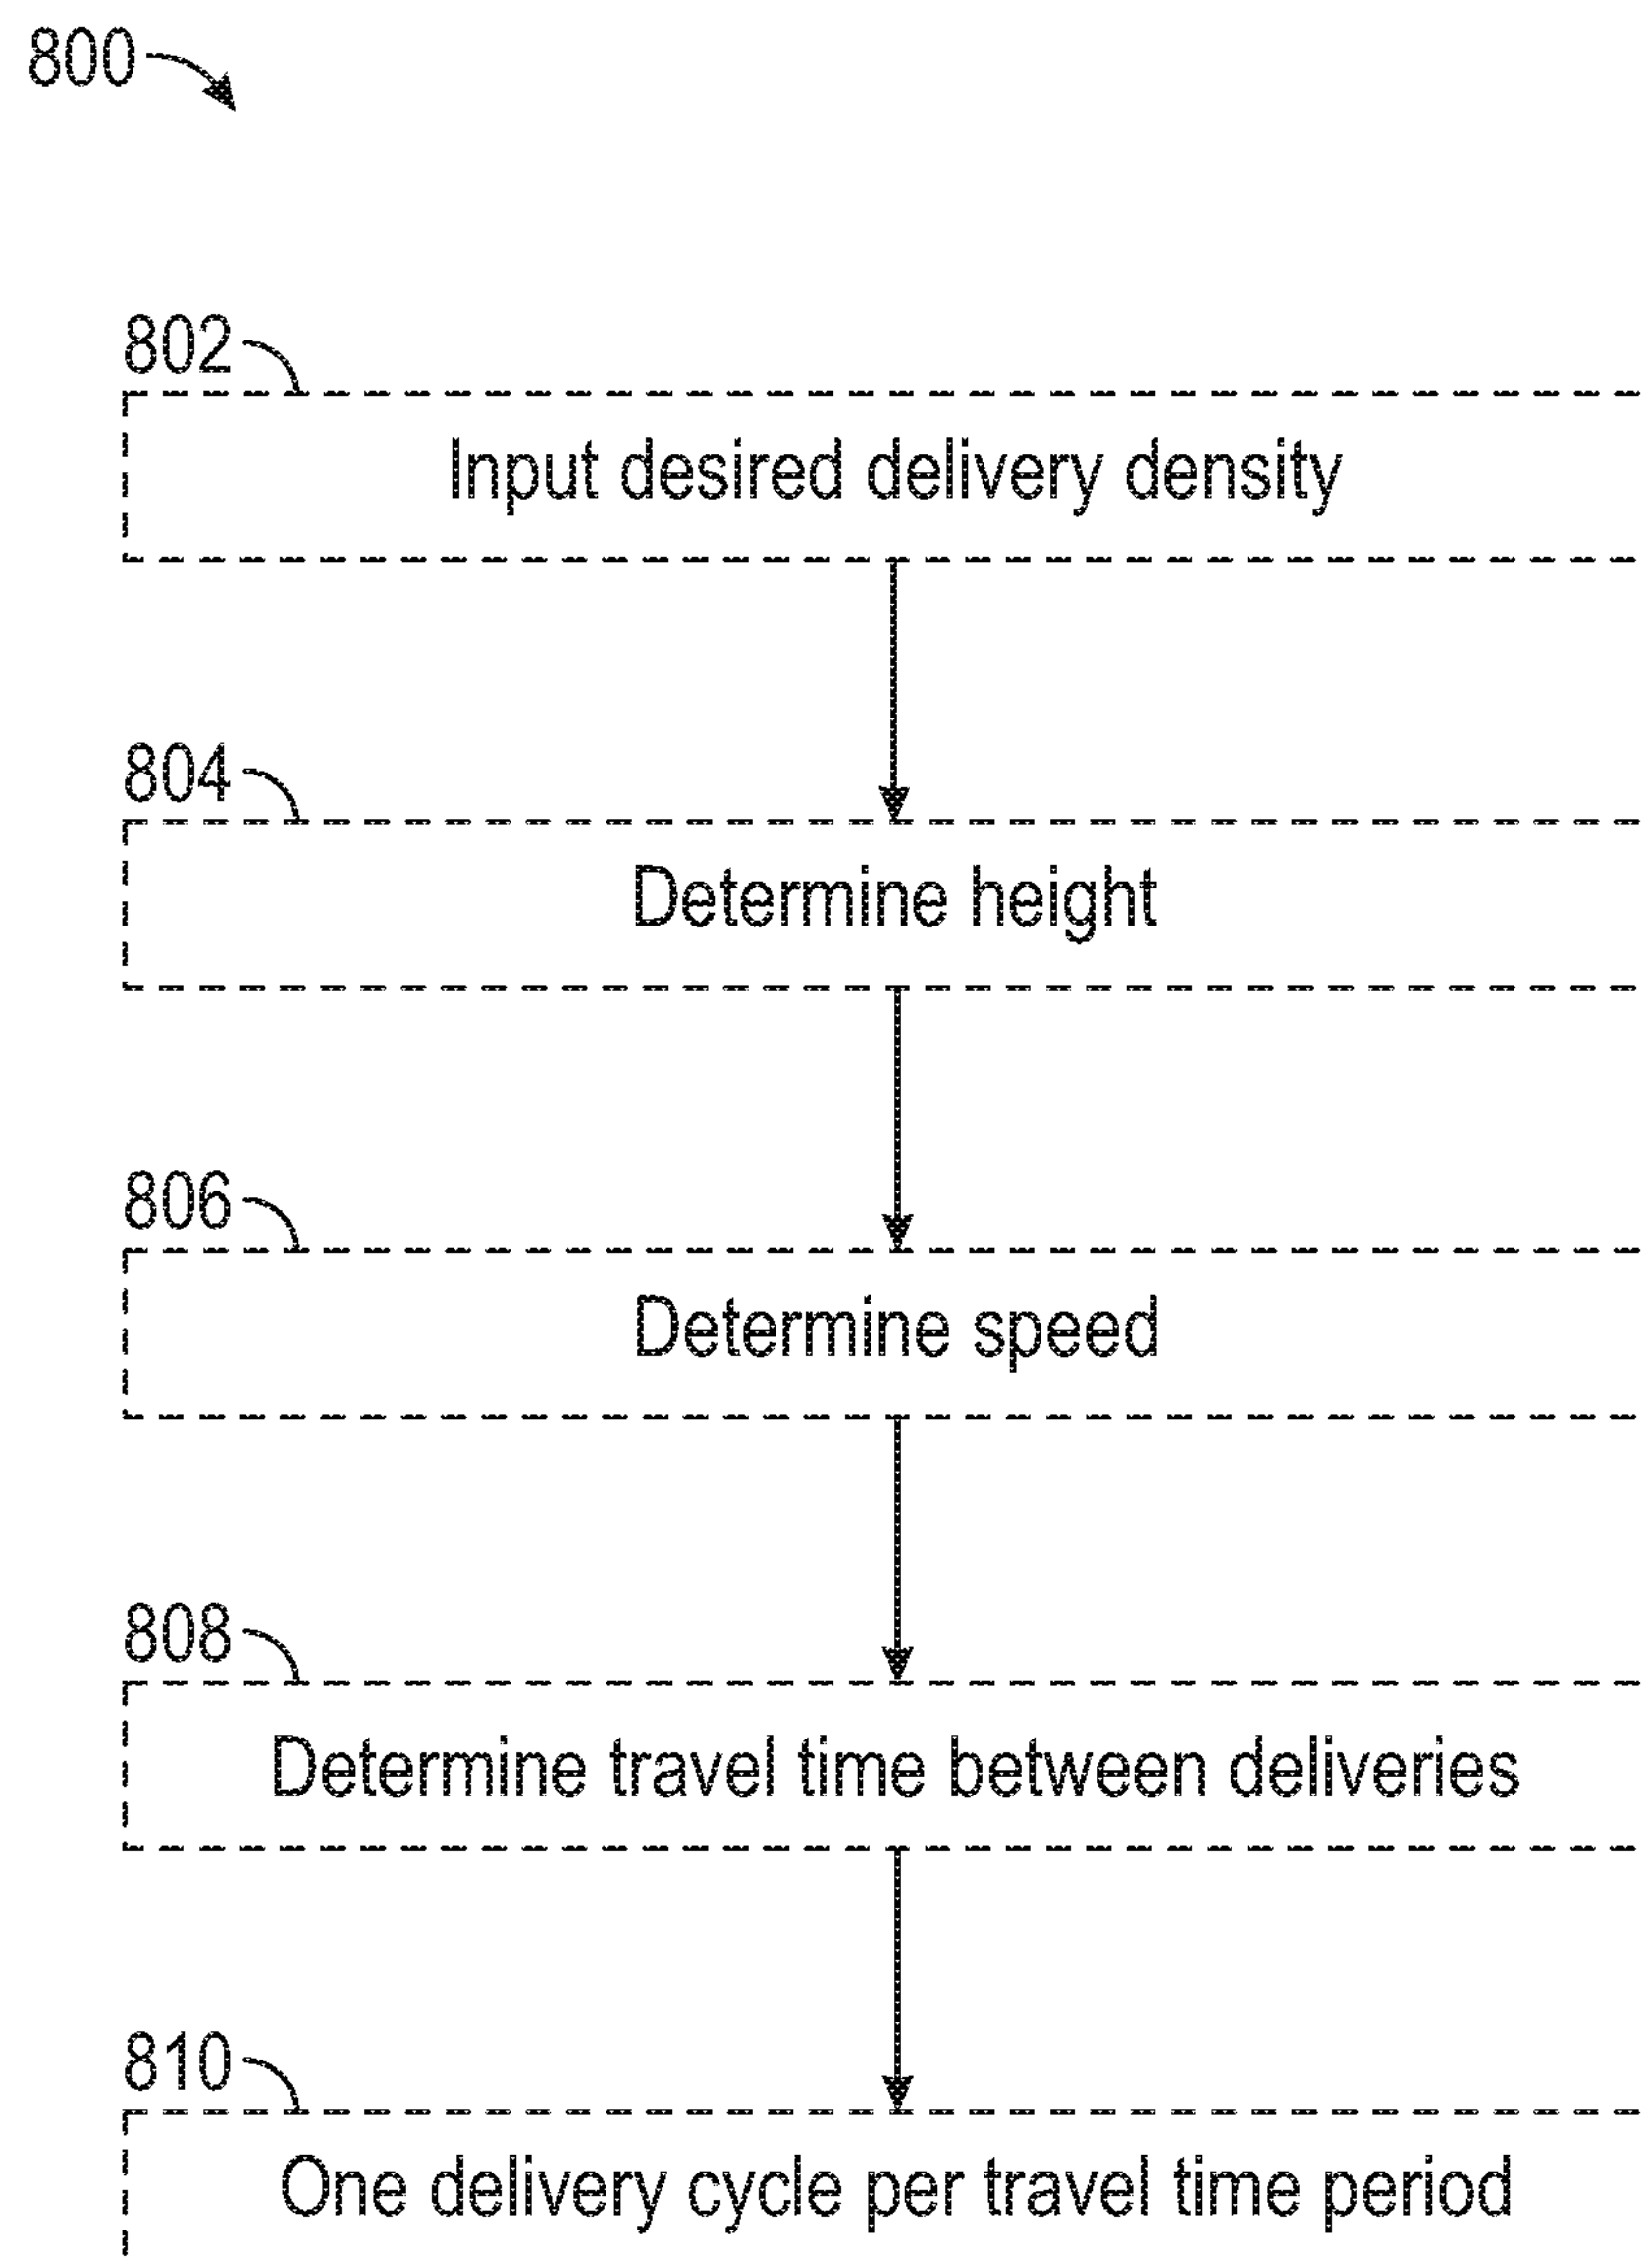 800
802
Input desired delivery density
804
Determine height
806
Determine speed
808
Determine travel time between deliveries
810
One delivery cycle per travel time period